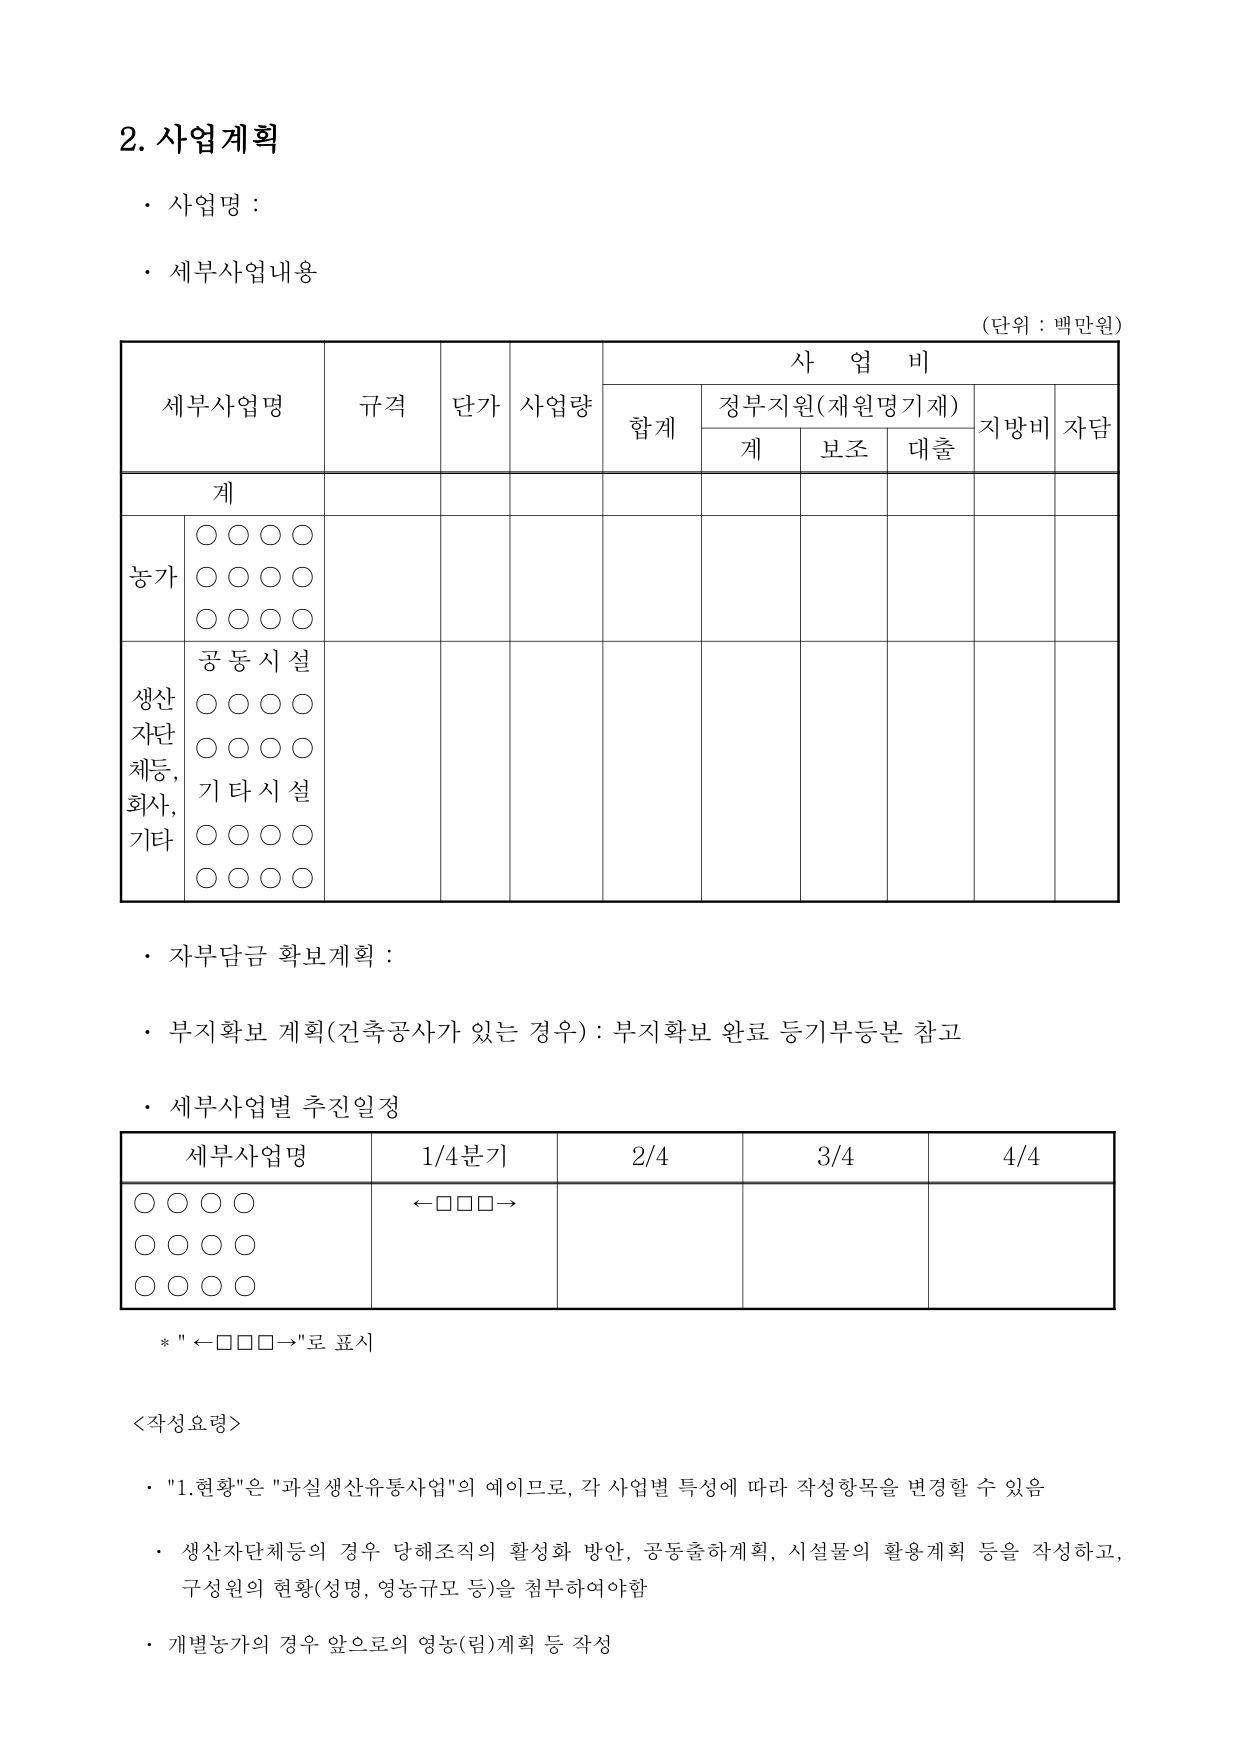 2. 사업계획
· 사업명 :
· 세부사업내용
(단위 : 백만원)
세부사업명 규격 단가 사업량 사 업 비
합계 정부지원(재원명기재) 지방비 자담
계 보조 대출
계
농가 ○ ○ ○ ○
○ ○ ○ ○
○ ○ ○ ○
생산
자단
체등,
회사,
기타
공 동 시 설
○ ○ ○ ○
○ ○ ○ ○
기 타 시 설
○ ○ ○ ○
○ ○ ○ ○
· 자부담금 확보계획 :
· 부지확보 계획(건축공사가 있는 경우) : 부지확보 완료 등기부등본 참고
· 세부사업별 추진일정
세부사업명 1/4분기 2/4 3/4 4/4
○ ○ ○ ○ ←□□□→
○ ○ ○ ○
○ ○ ○ ○
* " ←□□□→"로 표시
<작성요령>
· "1.현황"은 "과실생산유통사업"의 예이므로, 각 사업별 특성에 따라 작성항목을 변경할 수 있음
· 생산자단체등의 경우 당해조직의 활성화 방안, 공동출하계획, 시설물의 활용계획 등을 작성하고,
구성원의 현황(성명, 영농규모 등)을 첨부하여야함
· 개별농가의 경우 앞으로의 영농(림)계획 등 작성